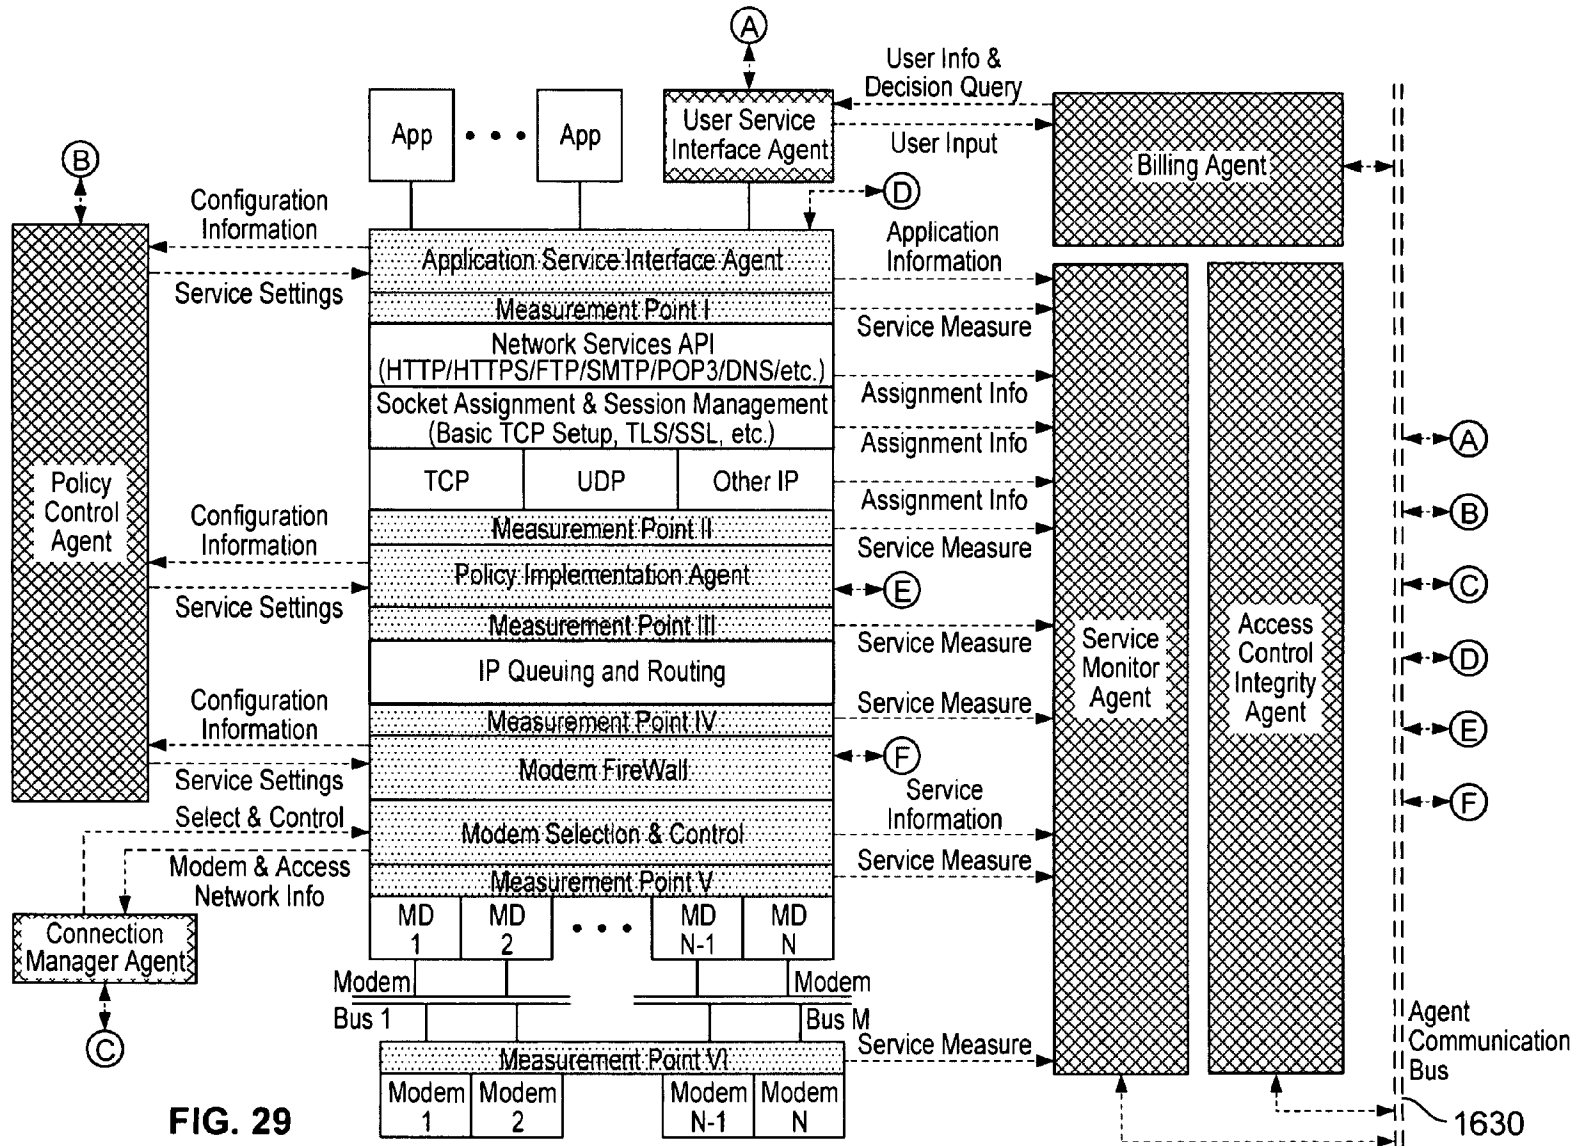 A
User Info &
Decision Query
App
• • •
App
User Service
Interface Agent
User Input
Billing Agent
B
D
Configuration
Information
Application
Information
Application Service Interface Agent
Service Settings
Measurement Point I
Service Measure
Network Services API
(HTTP/HTTPS/FTP/SMTP/POP3/DNS/etc.)
Assignment Info
Socket Assignment & Session Management
(Basic TCP Setup, TLS/SSL, etc.)
Assignment Info
A
TCP
UDP
Other IP
Assignment Info
Policy
Control
Agent
Configuration
Information
Measurement Point II
Service Measure
B
Policy Implementation Agent
E
C
Service Settings
Measurement Point III
Service Measure
Service
Monitor
Agent
Access
Control
Integrity
Agent
D
IP Queuing and Routing
Configuration
Information
Service Measure
Measurement Point IV
E
Modem FireWall
F
Service Settings
Service
Information
F
Select & Control
Modem Selection & Control
Modem & Access
Network Info
Service Measure
Measurement Point V
MD
1
MD
2
• • •
MD
N-1
MD
N
Connection
Manager Agent
Modem
Bus 1
Modem
Bus M
C
Agent
Communication
Bus
Service Measure
Measurement Point VI
Modem
1
Modem
2
Modem
N-1
Modem
N
FIG. 29
1630